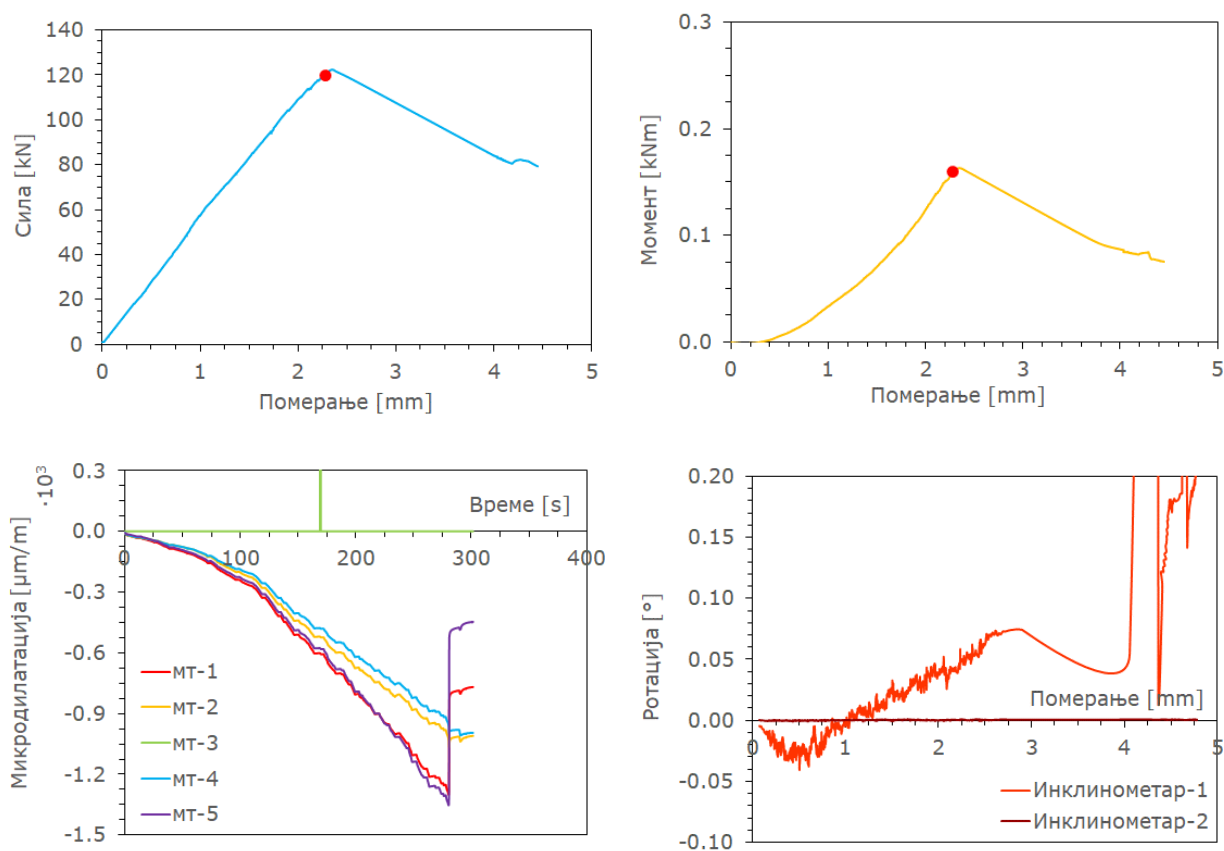 Сила [kN]
140
120
100
80
60
40
20
0
0 1 2 3 4 5
Померање [mm]
Момент [kNm]
0.3
0.2
0.1
0.0
0 1 2 3 4 5
Померање [mm]
Микродилатација [μm/m] ·10³
0.3
0.0
-0.3
-0.6
-0.9
-1.2
-1.5
Време [s]
0 100 200 300 400
мт-1
мт-2
мт-3
мт-4
мт-5
Ротација [°]
0.20
0.15
0.10
0.05
0.00
-0.05
-0.10
Померање [mm]
0 1 2 3 4 5
Инклинометар-1
Инклинометар-2